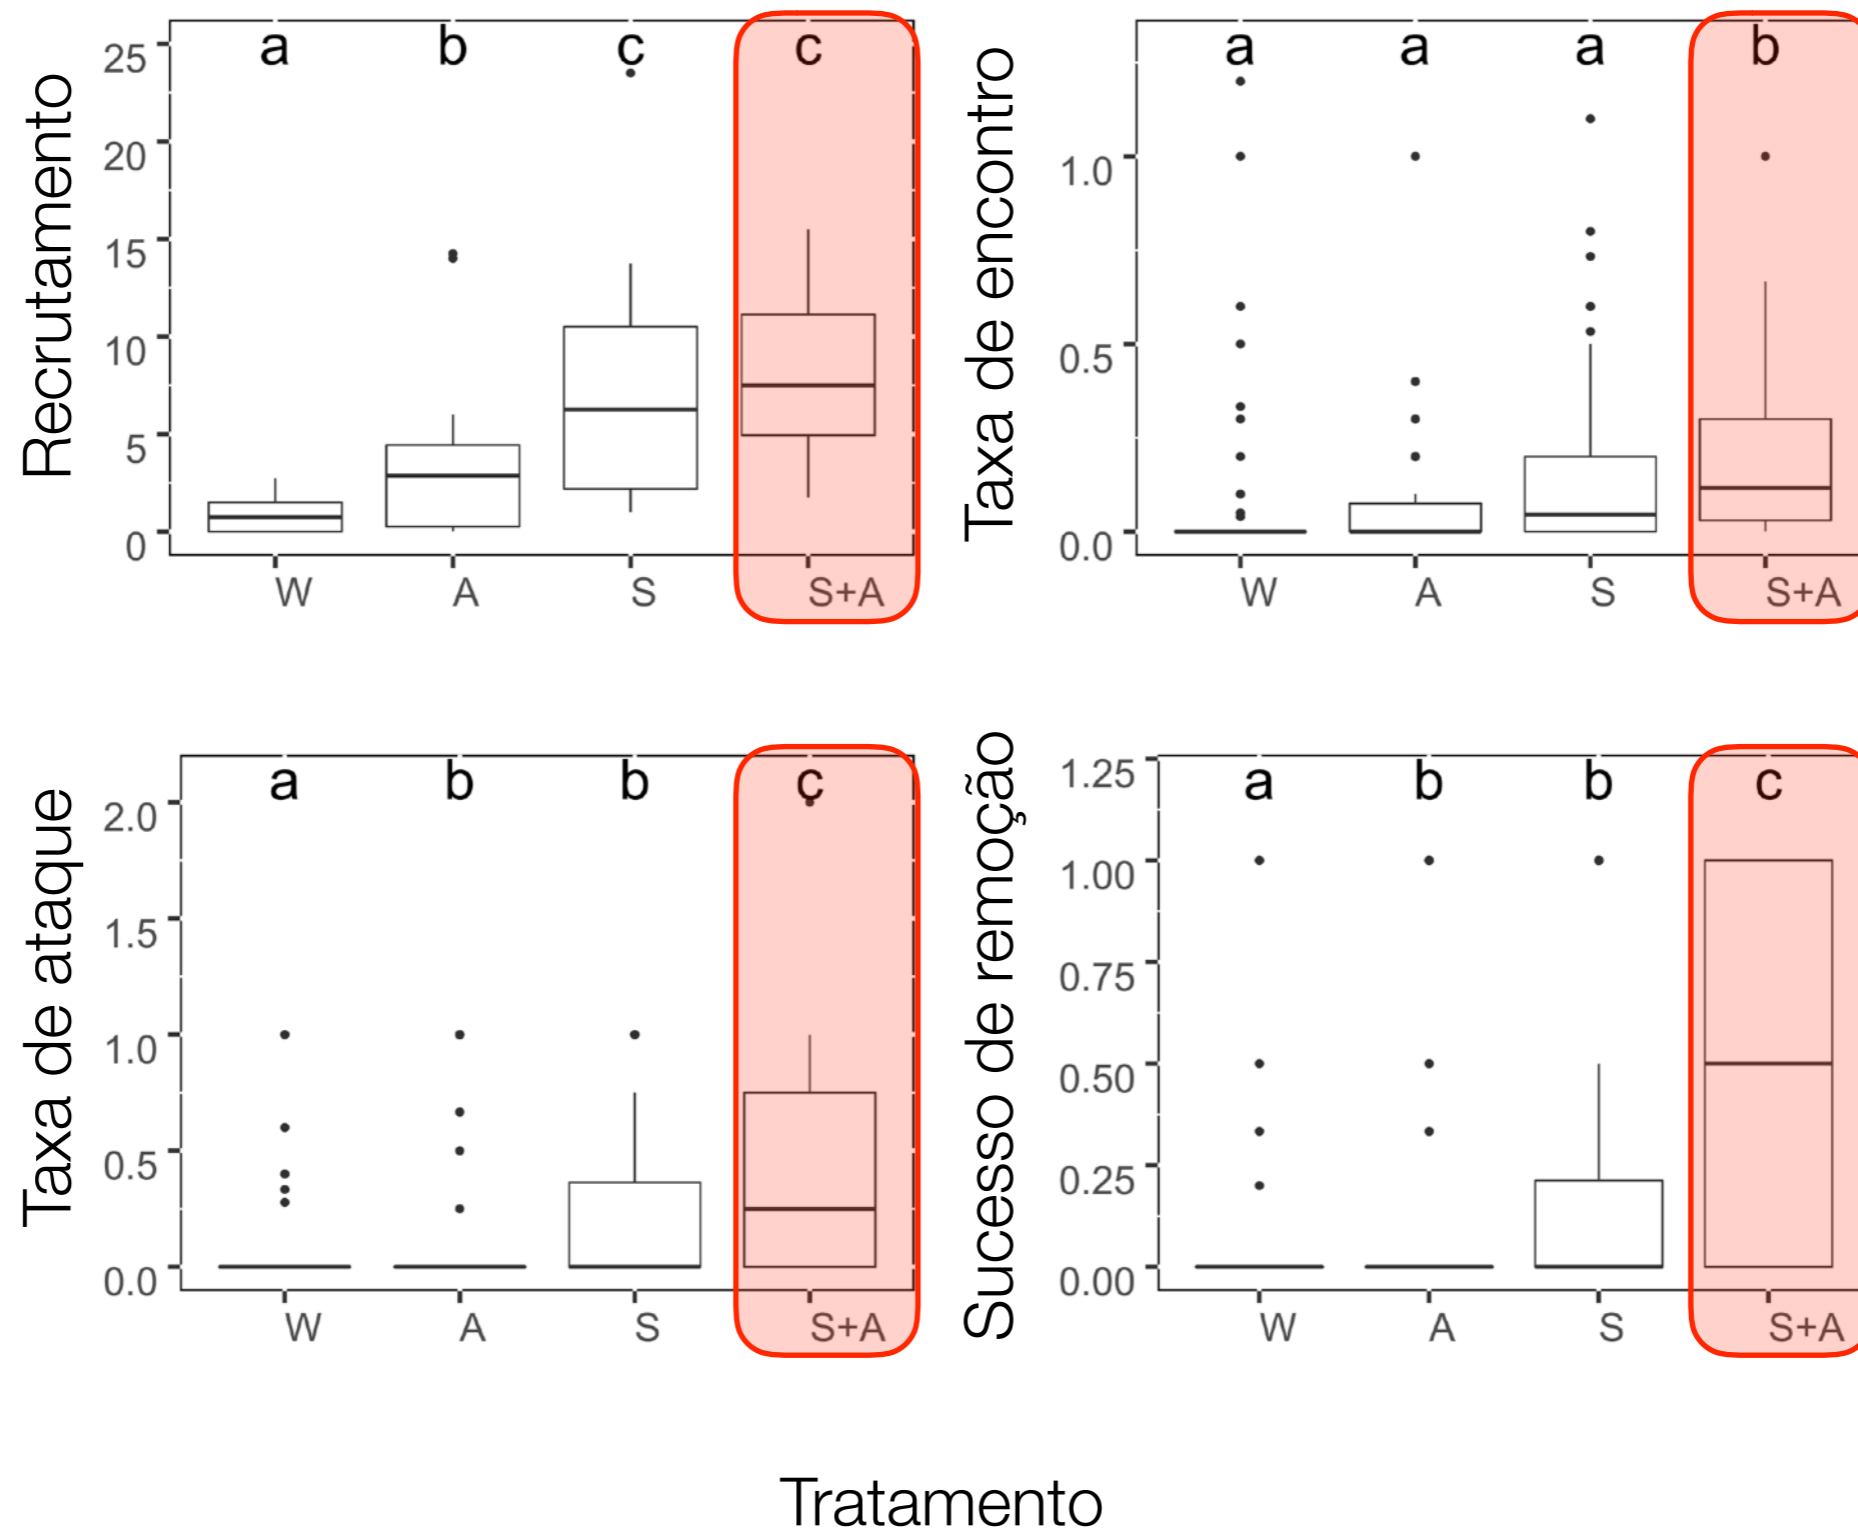 Recrutamento
25
20
15
10
5
0
a b c c
W A S S+A
Taxa de encontro
1.0
0.5
0.0
a a a b
W A S S+A
Taxa de ataque
2.0
1.5
1.0
0.5
0.0
a b b c
W A S S+A
Sucesso de remoção
1.25
1.00
0.75
0.50
0.25
0.00
a b b c
W A S S+A
Tratamento